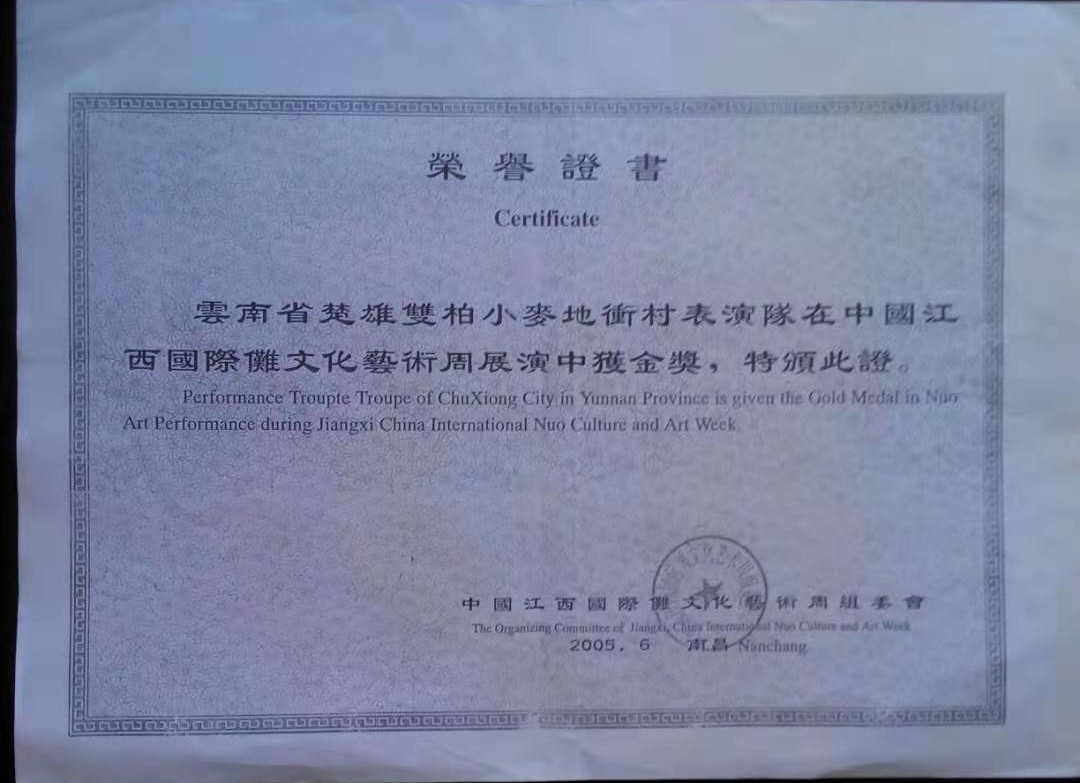 榮譽證書
Certificate
雲南省楚雄雙柏小麥地衝村表演隊在中國江
西國際儺文化藝術周展演中獲金獎，特頒此證。
Performance Troupte Troupe of ChuXiong City in Yunnan Province is given the Gold Medal in Nuo
Art Performance during Jiangxi China International Nuo Culture and Art Week.
中國江西國際儺文化藝術周組委會
The Organizing Committee of Jiangxi, China International Nuo Culture and Art Week
2005. 6 南昌 Nanchang